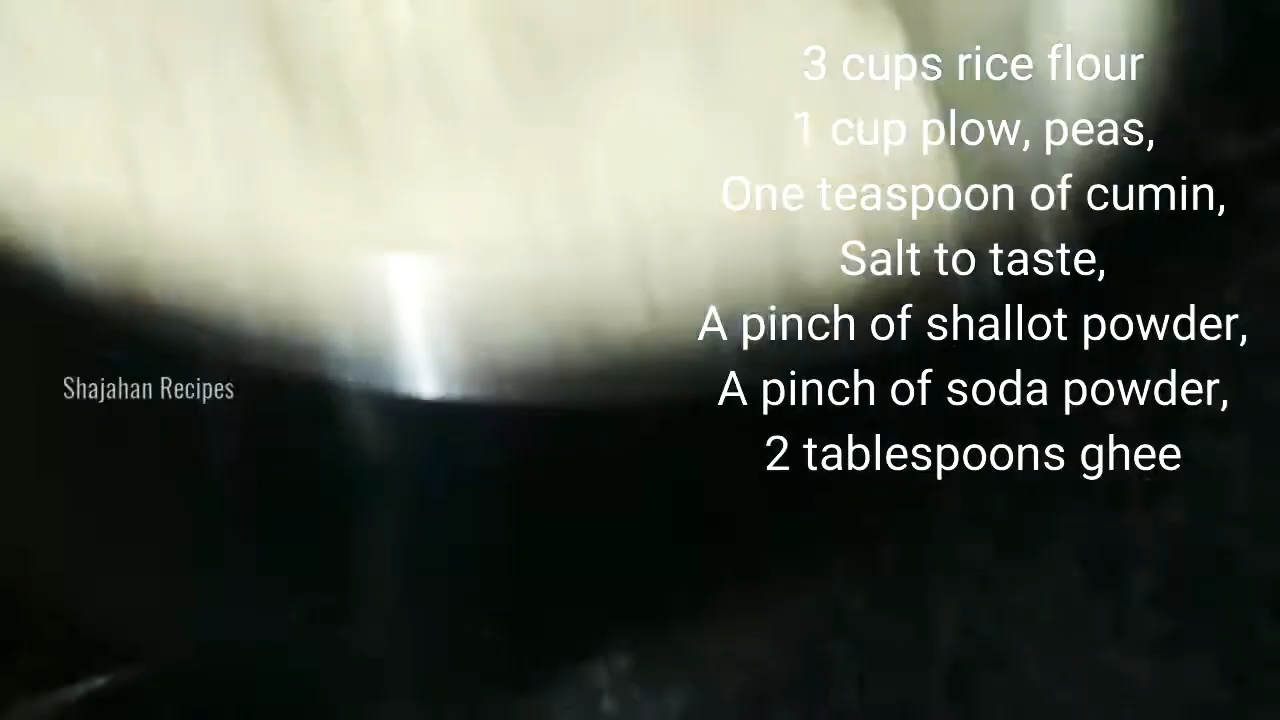 3 cups rice flour
1 cup plow, peas,
One teaspoon of cumin,
Salt to taste,
A pinch of shallot powder,
A pinch of soda powder,
2 tablespoons ghee
Shajahan Recipes